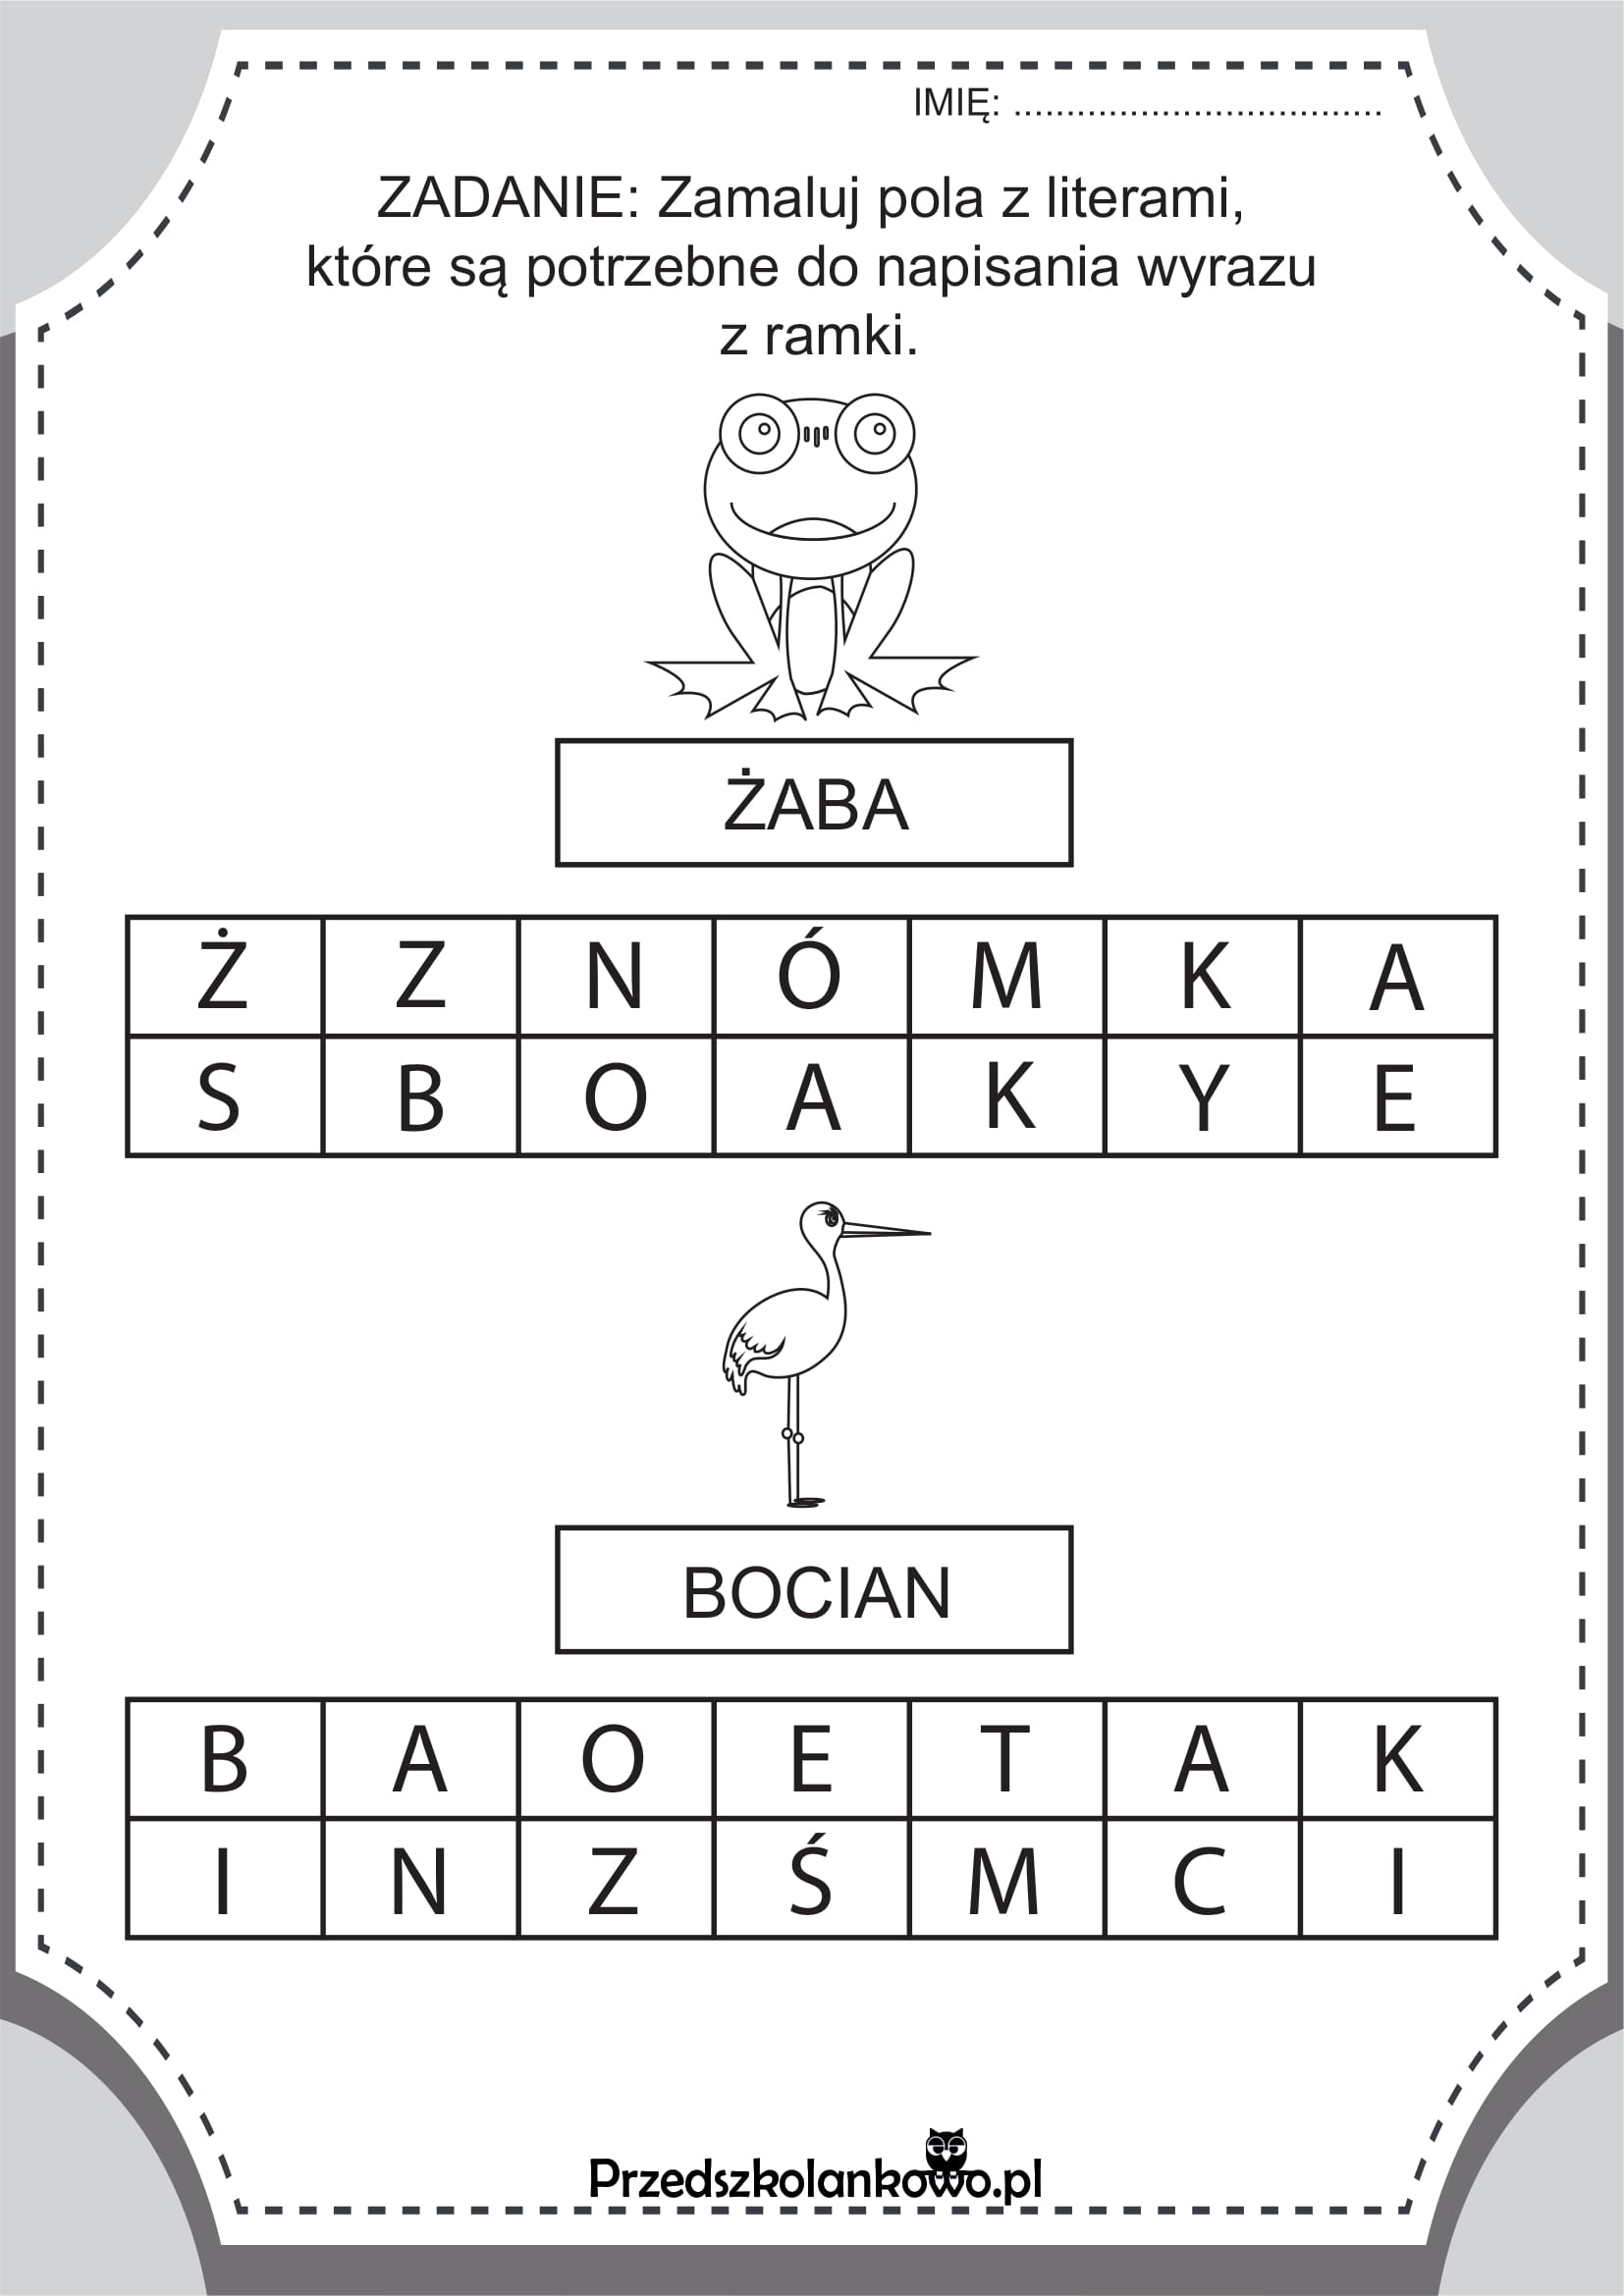 IMIĘ: ...................................
ZADANIE: Zamaluj pola z literami,
które są potrzebne do napisania wyrazu
z ramki.
ŻABA
Ż Z N Ó M K A
S B O A K Y E
BOCIAN
B A O E T A K
I N Z Ś M C I
Przedszkolankowo.pl